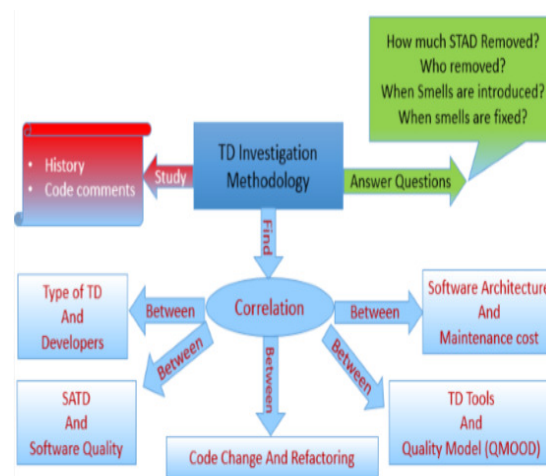 How much STAD Removed?
Who removed?
When Smells are introduced?
When smells are fixed?
• History
• Code comments
Study
TD Investigation
Methodology
Answer Questions
Find
Correlation
Type of TD
And
Developers
Between
Between
Software Architecture
And
Maintenance cost
Between
Between
Between
SATD
And
Software Quality
Code Change And Refactoring
TD Tools
And
Quality Model (QMOOD)